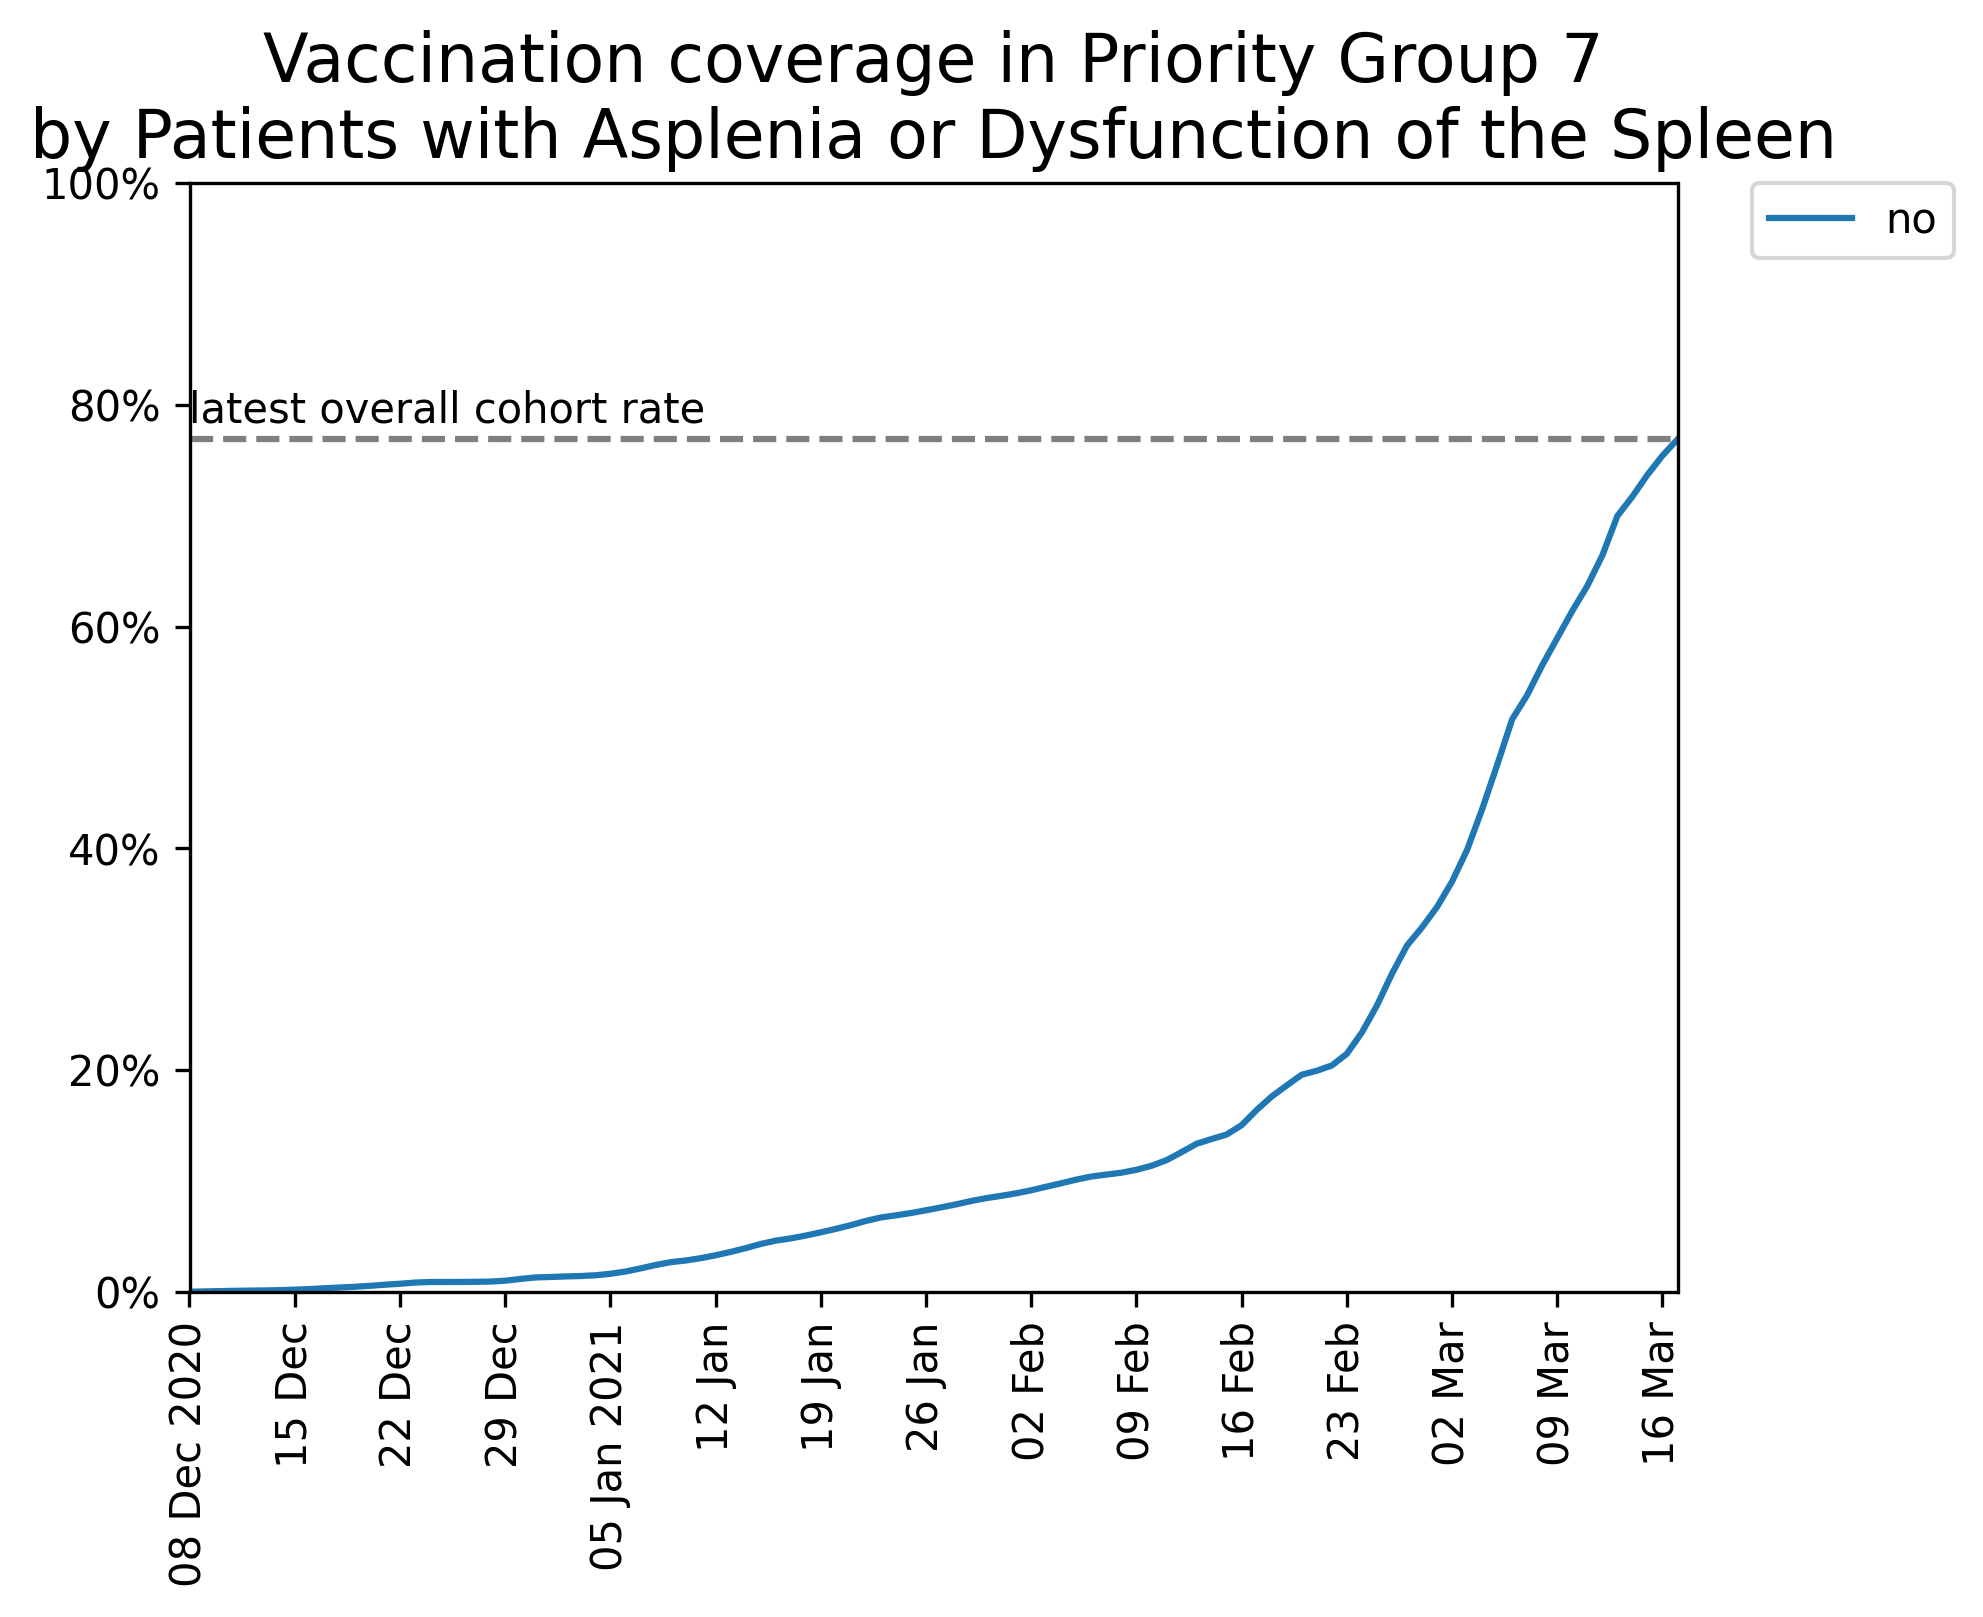 Vaccination coverage in Priority Group 7
by Patients with Asplenia or Dysfunction of the Spleen
100%
no
80%
latest overall cohort rate
60%
40%
20%
0%
08 Dec 2020
15 Dec
22 Dec
29 Dec
05 Jan 2021
12 Jan
19 Jan
26 Jan
02 Feb
09 Feb
16 Feb
23 Feb
02 Mar
09 Mar
16 Mar